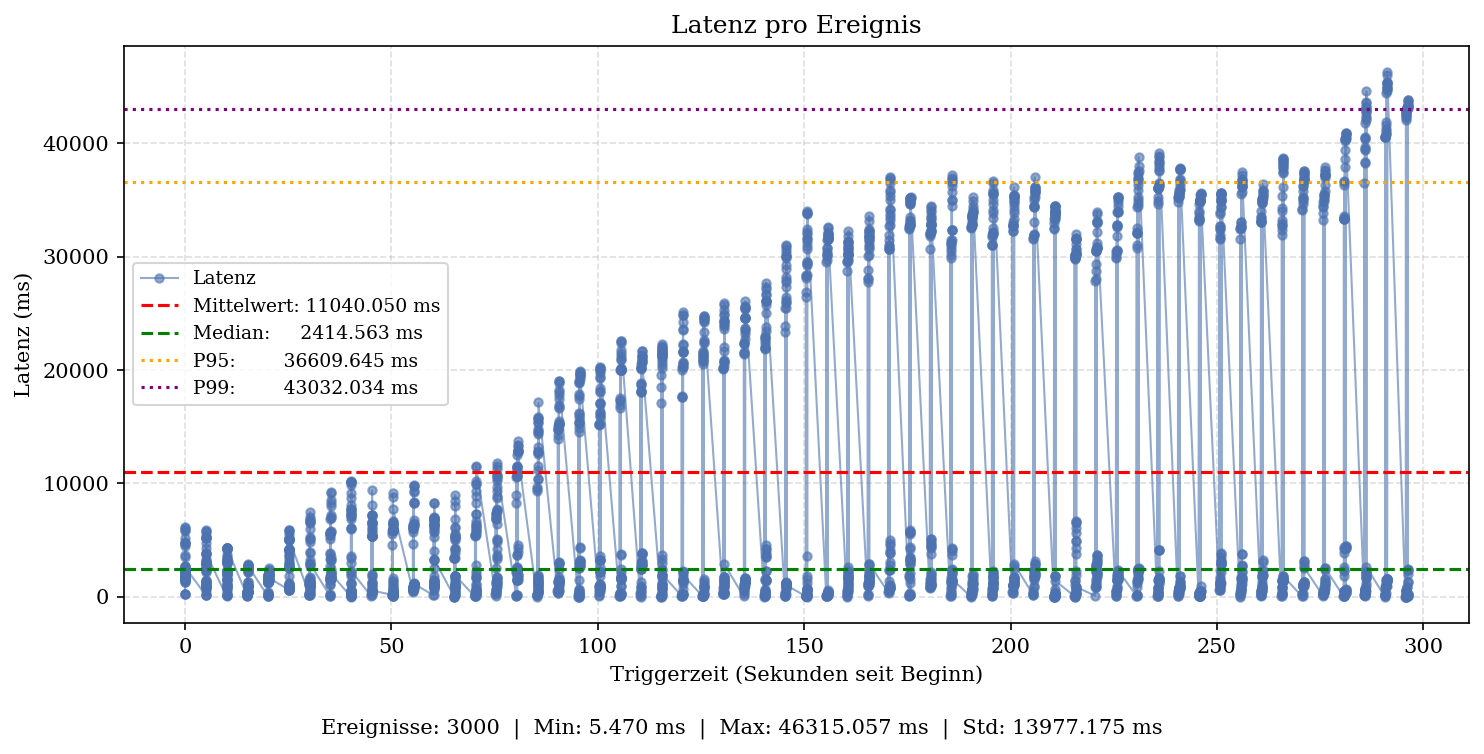 Latenz pro Ereignis
Latenz (ms)
40000
30000
20000
10000
0
Latenz
Mittelwert: 11040.050 ms
Median: 2414.563 ms
P95: 36609.645 ms
P99: 43032.034 ms
0 50 100 150 200 250 300
Triggerzeit (Sekunden seit Beginn)
Ereignisse: 3000 | Min: 5.470 ms | Max: 46315.057 ms | Std: 13977.175 ms